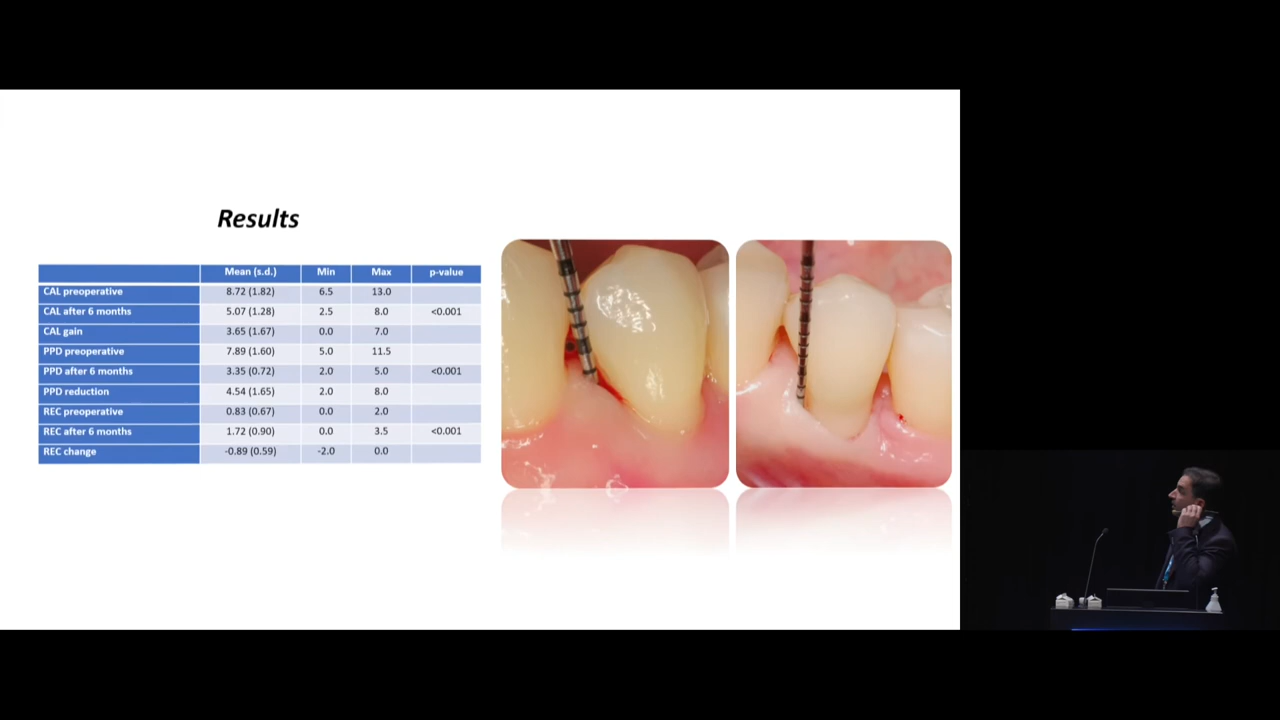 Results
Mean (s.d.) Min Max p-value
CAL preoperative 8.72 (1.82) 6.5 13.0
CAL after 6 months 5.07 (1.28) 2.5 8.0 <0.001
CAL gain 3.65 (1.67) 0.0 7.0
PPD preoperative 7.89 (1.60) 5.0 11.5
PPD after 6 months 3.35 (0.72) 2.0 5.0 <0.001
PPD reduction 4.54 (1.65) 2.0 8.0
REC preoperative 0.83 (0.67) 0.0 2.0
REC after 6 months 1.72 (0.90) 0.0 3.5 <0.001
REC change -0.89 (0.59) -2.0 0.0